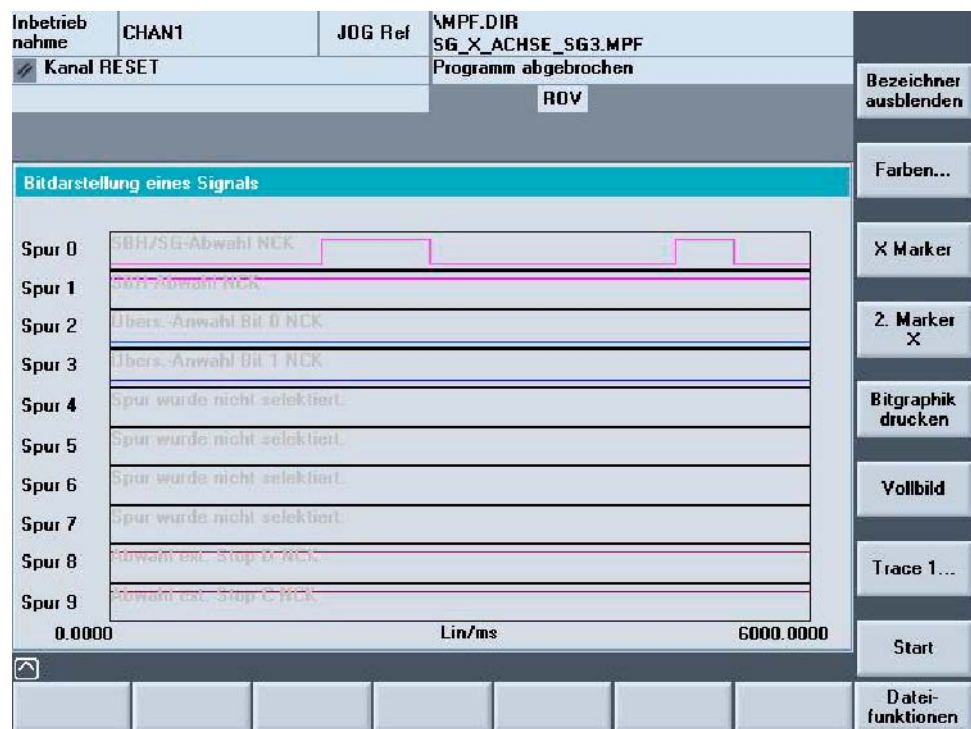 Inbetrieb
nahme
CHAN1
JOG Ref
\MPF.DIR
SG_X_ACHSE_SG3.MPF
Kanal RESET
Programm abgebrochen
ROV
Bitdarstellung eines Signals
Spur 0 SBH/SG-Abwahl NCK
Spur 1 SBH-Abwahl NCK
Spur 2 Übers.-Anwahl Bit 0 NCK
Spur 3 Übers.-Anwahl Bit 1 NCK
Spur 4 Spur wurde nicht selektiert.
Spur 5 Spur wurde nicht selektiert.
Spur 6 Spur wurde nicht selektiert.
Spur 7 Spur wurde nicht selektiert.
Spur 8 Abwahl ext. Stop D NCK
Spur 9 Abwahl ext. Stop C NCK
0.0000 Lin/ms 6000.0000
Bezeichner
ausblenden
Farben...
X Marker
2. Marker
X
Bitgraphik
drucken
Vollbild
Trace 1...
Start
Datei-
funktionen